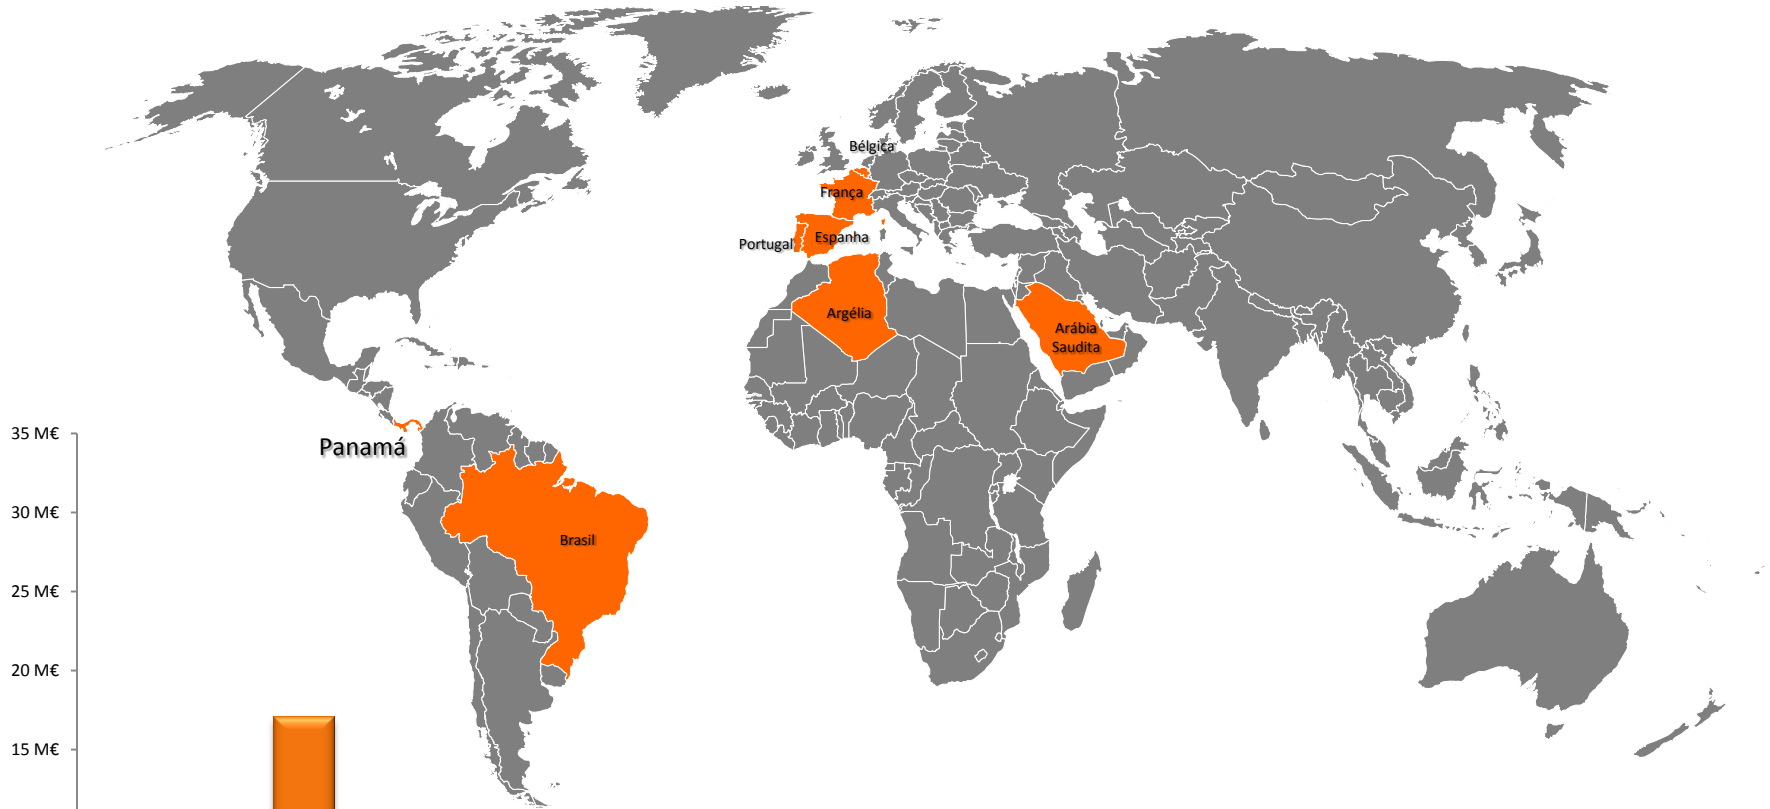 Bélgica
França
Portugal
Espanha
Argélia
Arábia
Saudita
Panamá
Brasil
35 M€
30 M€
25 M€
20 M€
15 M€